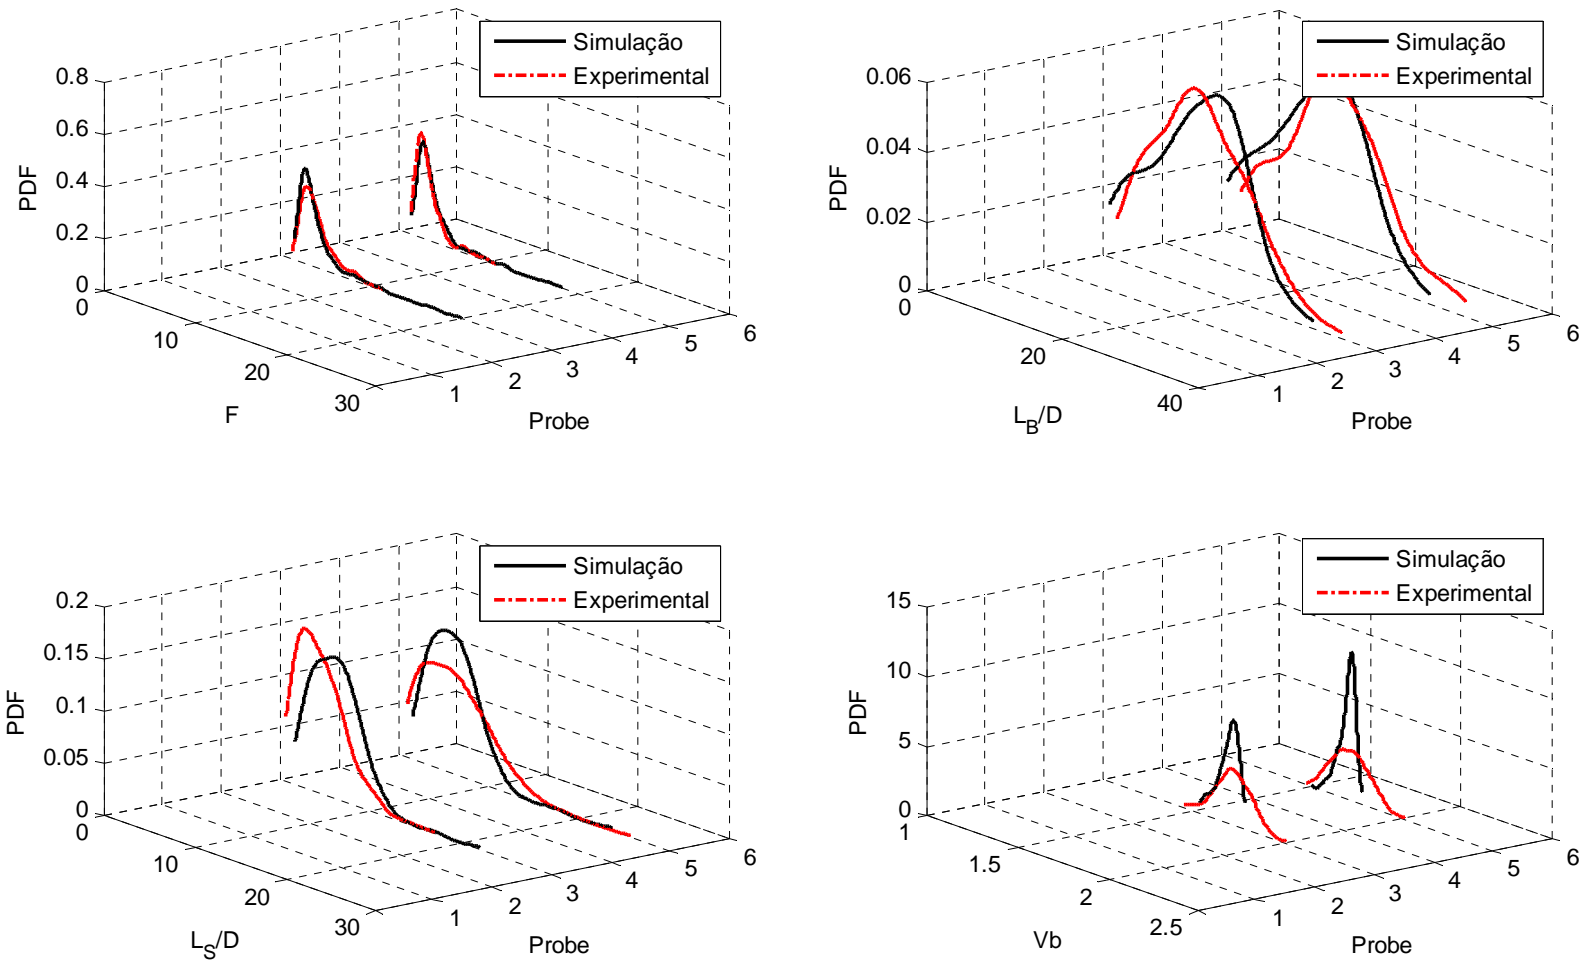 Simulação
Experimental
0.8
0.6
0.4
0.2
0
PDF
0
10
20
30
F
1
2
3
4
5
6
Probe
Simulação
Experimental
0.06
0.04
0.02
0
PDF
0
20
40
L_B/D
1
2
3
4
5
6
Probe
Simulação
Experimental
0.2
0.15
0.1
0.05
0
PDF
0
10
20
30
L_S/D
1
2
3
4
5
6
Probe
Simulação
Experimental
15
10
5
0
PDF
1
1.5
2
2.5
Vb
1
2
3
4
5
6
Probe